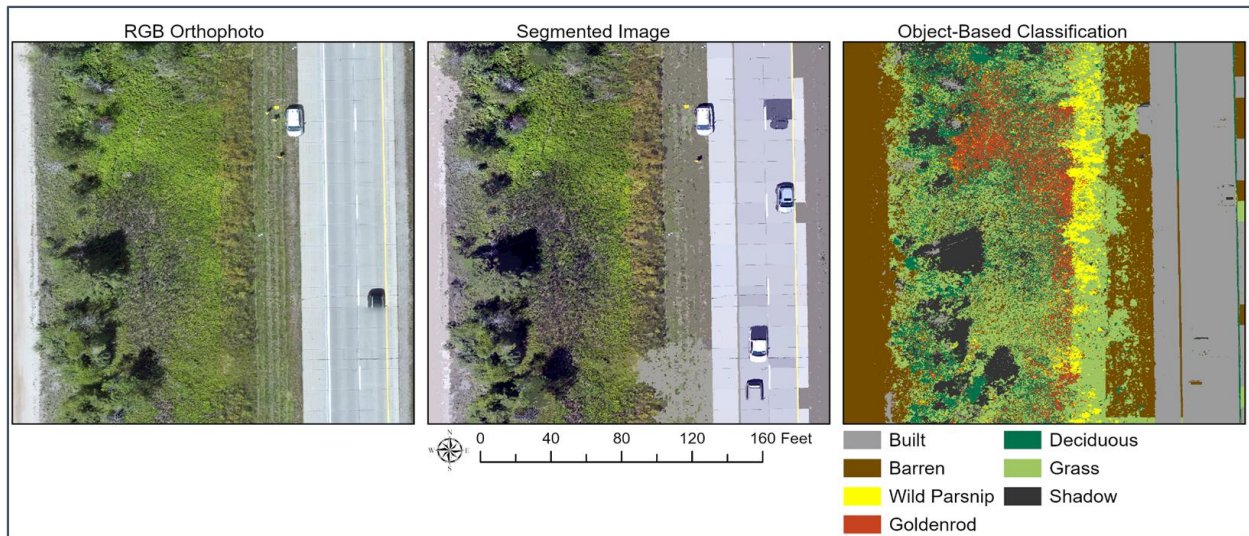 RGB Orthophoto
Segmented Image
Object-Based Classification
N
W
E
S
0 40 80 120 160 Feet
Built
Barren
Wild Parsnip
Goldenrod
Deciduous
Grass
Shadow